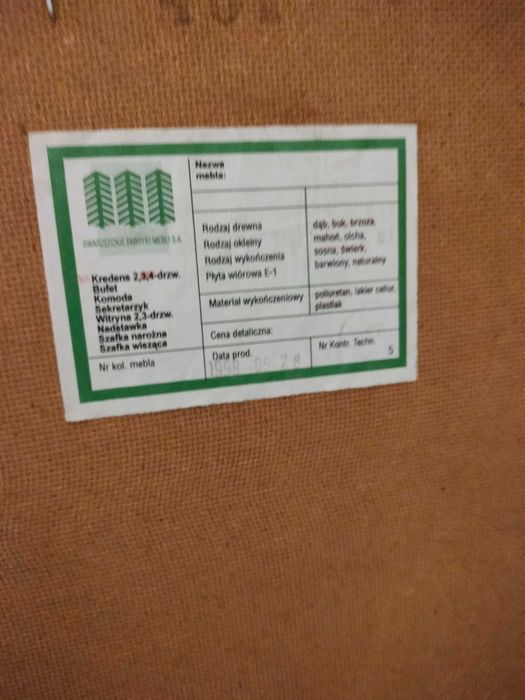 SWARZĘDZKIE FABRYKI MEBLI S.A.
Kredens 2,3,4-drzw.
Bufet
Komoda
Sekretarzyk
Witryna 2,3-drzw.
Nadstawka
Szafka narożna
Szafka wisząca
Nr kol. mebla
Nazwa
mebla:
Rodzaj drewna
Rodzaj okleiny
Rodzaj wykończenia
Płyta wiórowa E-1
dąb, buk, brzoza,
mahoń, olcha,
sosna, świerk,
barwiony, naturalny
Materiał wykończeniowy
poliuretan, lakier cellur,
Cena detaliczna:
Data prod.
1999 -05- 2 8
Nr Kontr. Techn.
5